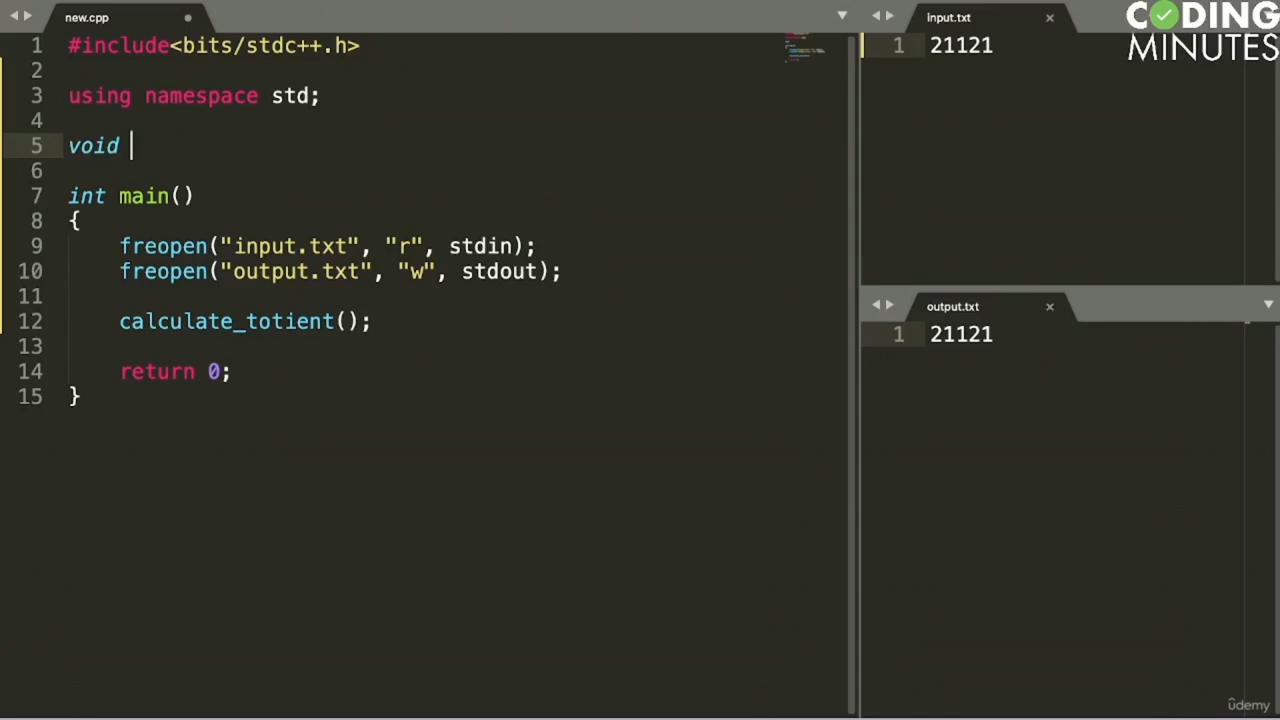 new.cpp
1 #include<bits/stdc++.h>
2
3 using namespace std;
4
5 void
6
7 int main()
8 {
9 freopen("input.txt", "r", stdin);
10 freopen("output.txt", "w", stdout);
11
12 calculate_totient();
13
14 return 0;
15 }
input.txt
CODING
MINUTES
1 21121
output.txt
1 21121
ûdemy